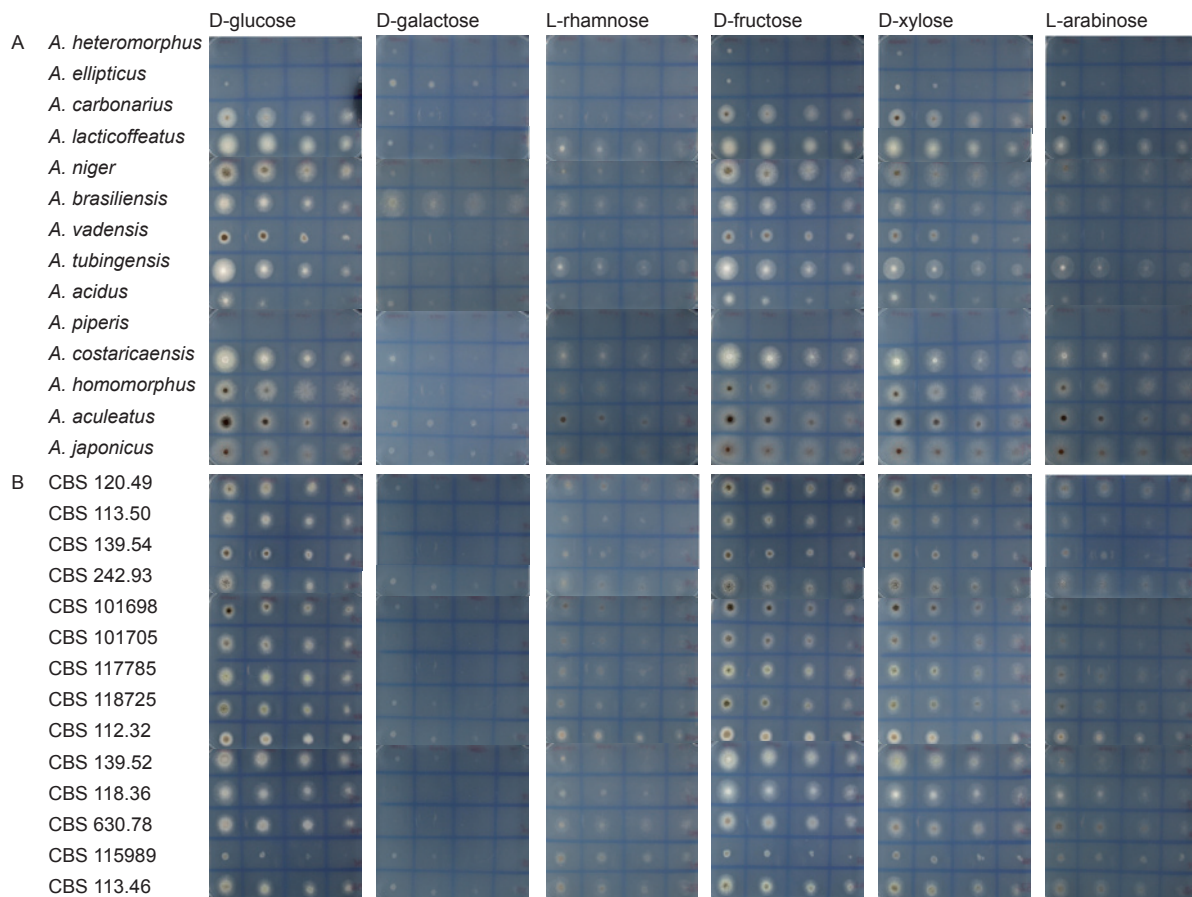 D-glucose D-galactose L-rhamnose D-fructose D-xylose L-arabinose
A A. heteromorphus
A. ellipticus
A. carbonarius
A. lacticoffeatus
A. niger
A. brasiliensis
A. vadensis
A. tubingensis
A. acidus
A. piperis
A. costaricaensis
A. homomorphus
A. aculeatus
A. japonicus
B CBS 120.49
CBS 113.50
CBS 139.54
CBS 242.93
CBS 101698
CBS 101705
CBS 117785
CBS 118725
CBS 112.32
CBS 139.52
CBS 118.36
CBS 630.78
CBS 115989
CBS 113.46